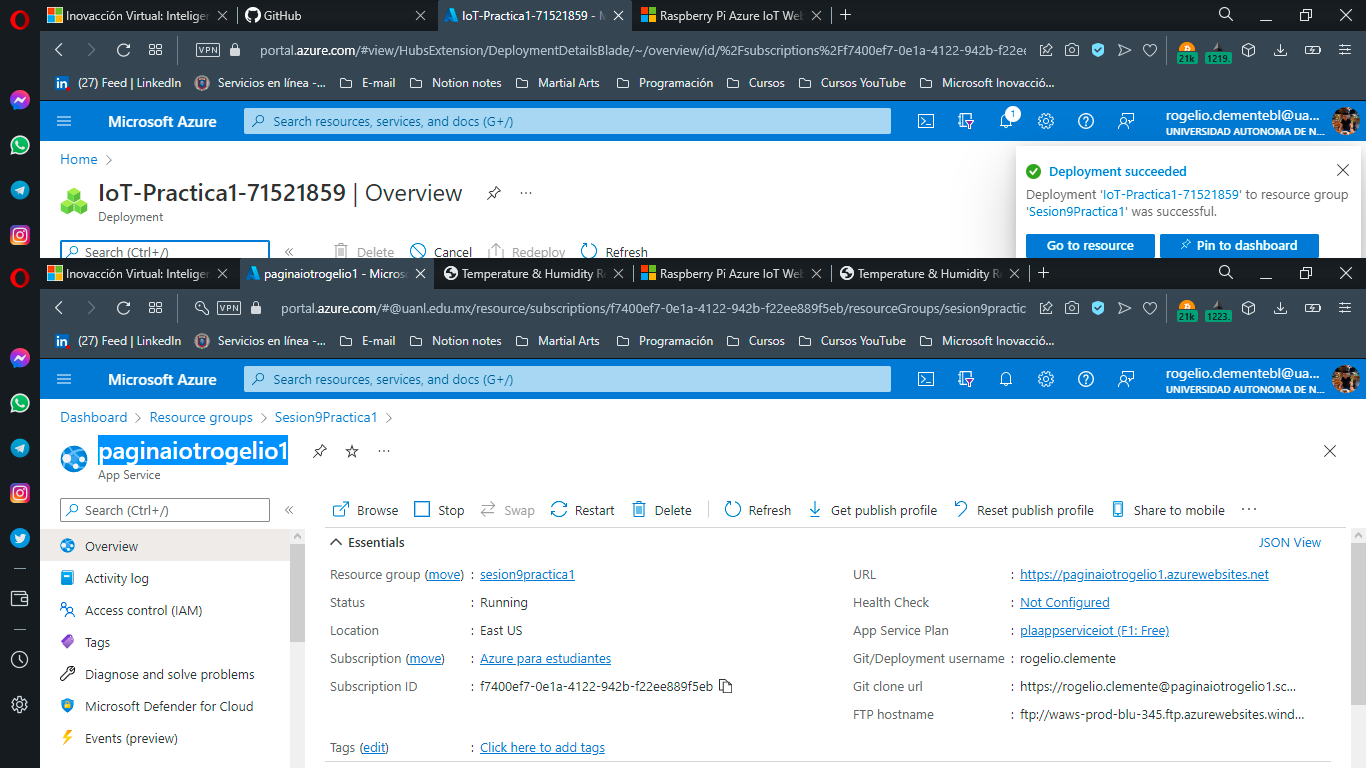 Inovacción Virtual: Inteliger GitHub IoT-Practica1-71521859 - M Raspberry Pi Azure IoT Web
VPN portal.azure.com/#view/HubsExtension/DeploymentDetailsBlade/~/overview/id/%2Fsubscriptions%2Ff7400ef7-0e1a-4122-942b-f22ee 21k 1219.
(27) Feed | LinkedIn Servicios en línea -... E-mail Notion notes Martial Arts Programación Cursos Cursos YouTube Microsoft Inovacció...
Microsoft Azure Search resources, services, and docs (G+/) 1 rogelio.clementebl@ua...
UNIVERSIDAD AUTONOMA DE N...
Home
IoT-Practica1-71521859 | Overview
Deployment
Search (Ctrl+/) Delete Cancel Redeploy Refresh
Deployment succeeded
Deployment 'IoT-Practica1-71521859' to resource group
'Sesion9Practica1' was successful.
Go to resource Pin to dashboard
Inovacción Virtual: Inteliger paginaiotrogelio1 - Microso Temperature & Humidity R Raspberry Pi Azure IoT Web Temperature & Humidity R
VPN portal.azure.com/#@uanl.edu.mx/resource/subscriptions/f7400ef7-0e1a-4122-942b-f22ee889f5eb/resourceGroups/sesion9practic 21k 1223.
(27) Feed | LinkedIn Servicios en línea -... E-mail Notion notes Martial Arts Programación Cursos Cursos YouTube Microsoft Inovacció...
Microsoft Azure Search resources, services, and docs (G+/) rogelio.clementebl@ua...
UNIVERSIDAD AUTONOMA DE N...
Dashboard Resource groups Sesion9Practica1
paginaiotrogelio1
App Service
Search (Ctrl+/) Browse Stop Swap Restart Delete Refresh Get publish profile Reset publish profile Share to mobile
Overview
Activity log
Access control (IAM)
Tags
Diagnose and solve problems
Microsoft Defender for Cloud
Events (preview)
Essentials JSON View
Resource group (move) : sesion9practica1
Status : Running
Location : East US
Subscription (move) : Azure para estudiantes
Subscription ID : f7400ef7-0e1a-4122-942b-f22ee889f5eb
URL : https://paginaiotrogelio1.azurewebsites.net
Health Check : Not Configured
App Service Plan : plaappserviceiot (F1: Free)
Git/Deployment username : rogelio.clemente
Git clone url : https://rogelio.clemente@paginaiotrogelio1.sc...
FTP hostname : ftp://waws-prod-blu-345.ftp.azurewebsites.wind...
Tags (edit) : Click here to add tags